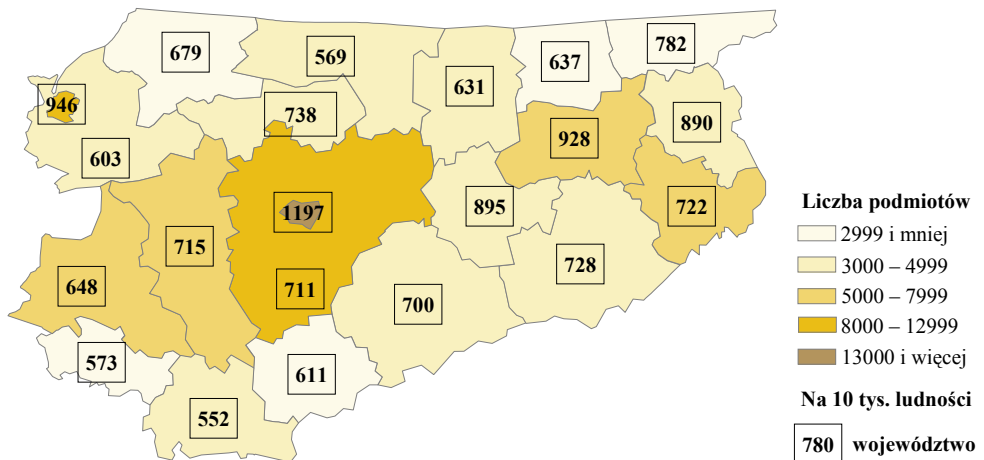 679
569
631
637
782
946
738
928
890
603
1197
895
722
715
648
711
700
728
573
611
552
Liczba podmiotów
2999 i mniej
3000 – 4999
5000 – 7999
8000 – 12999
13000 i więcej
Na 10 tys. ludności
780 województwo